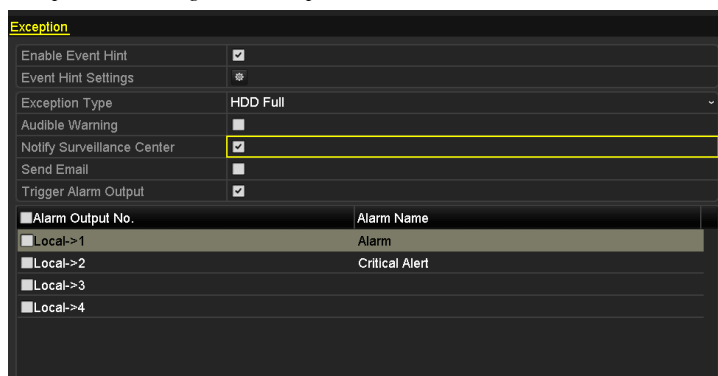 Exception
Enable Event Hint
Event Hint Settings
Exception Type HDD Full
Audible Warning
Notify Surveillance Center
Send Email
Trigger Alarm Output
Alarm Output No. Alarm Name
Local->1 Alarm
Local->2 Critical Alert
Local->3
Local->4